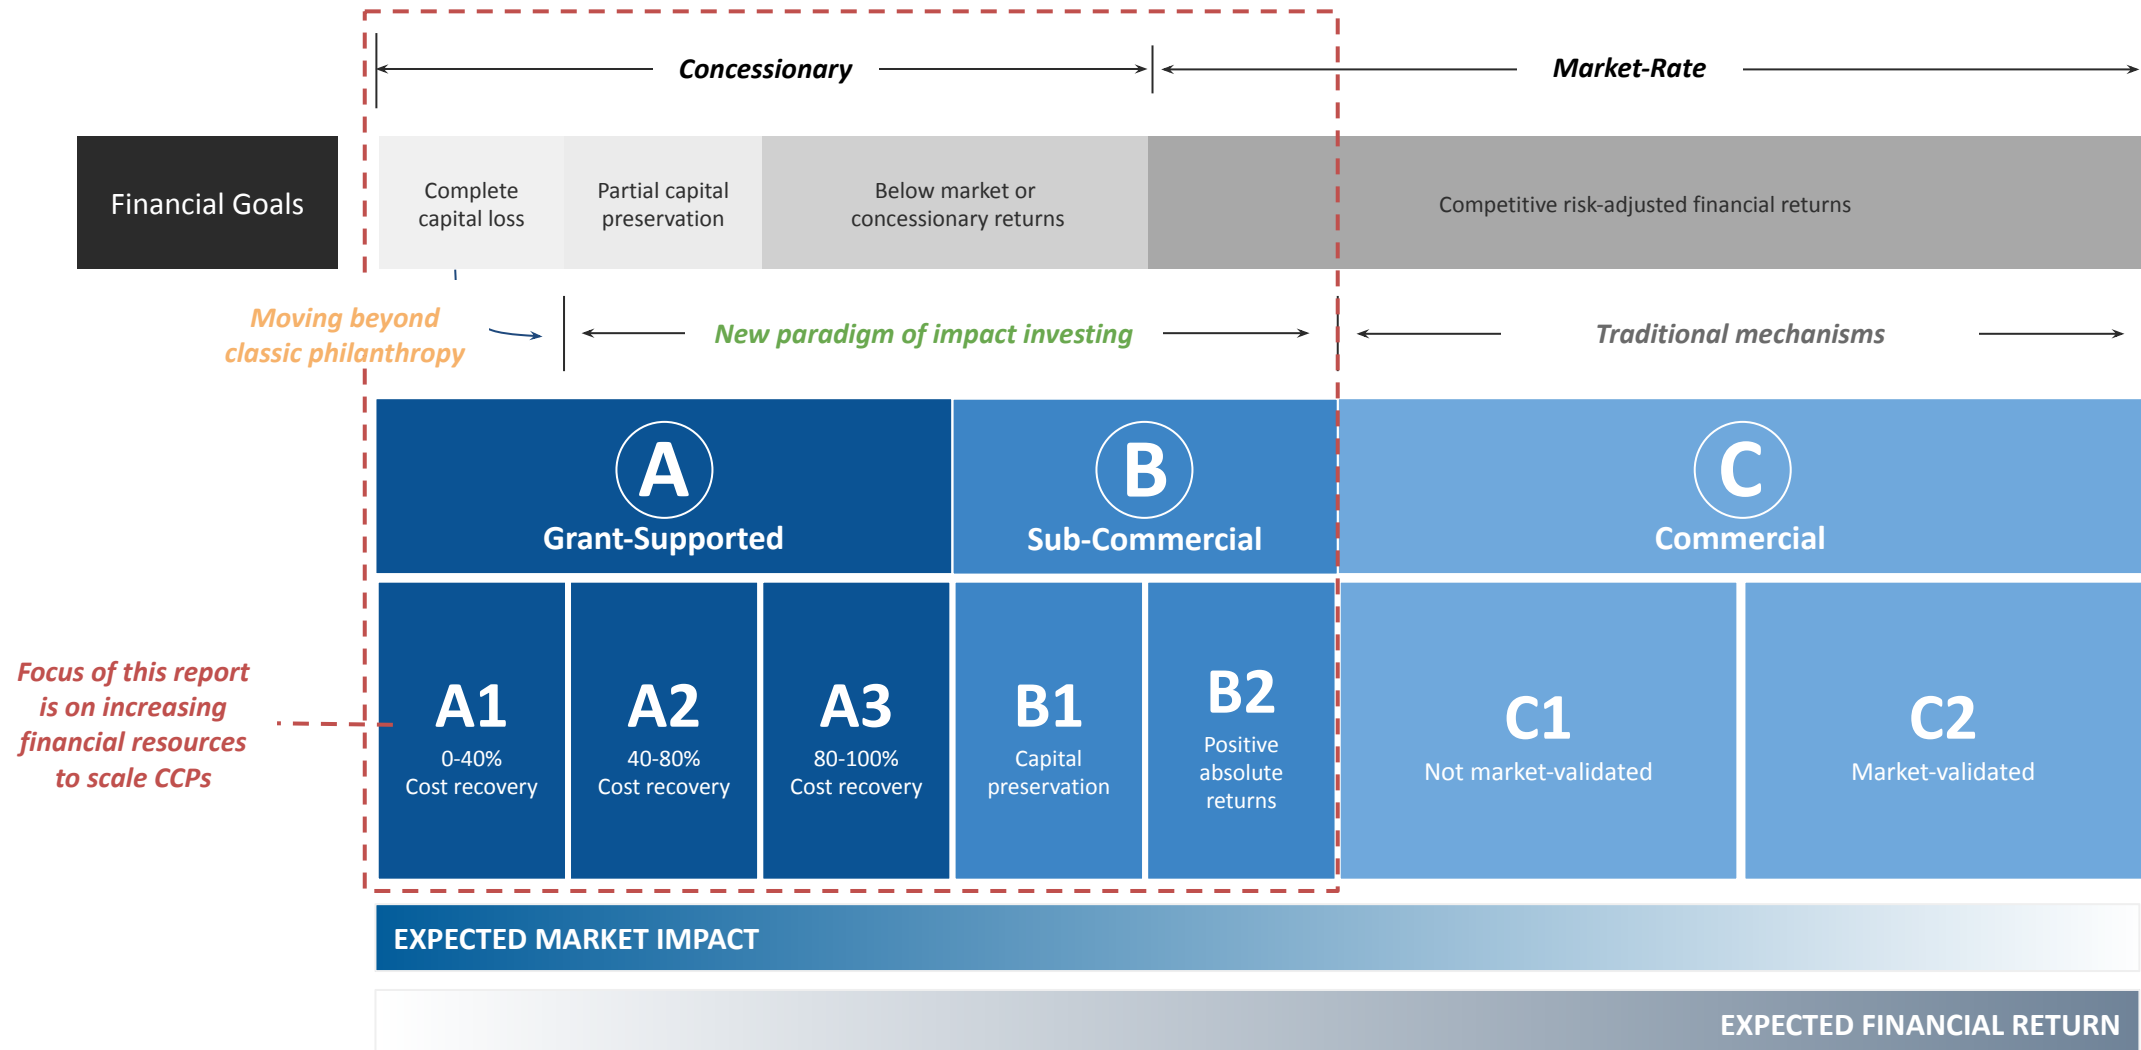 Concessionary
Market-Rate
Financial Goals
Complete
capital loss
Partial capital
preservation
Below market or
concessionary returns
Competitive risk-adjusted financial returns
Moving beyond
classic philanthropy
New paradigm of impact investing
Traditional mechanisms
A
Grant-Supported
B
Sub-Commercial
C
Commercial
Focus of this report
is on increasing
financial resources
to scale CCPs
A1
0-40%
Cost recovery
A2
40-80%
Cost recovery
A3
80-100%
Cost recovery
B1
Capital
preservation
B2
Positive
absolute
returns
C1
Not market-validated
C2
Market-validated
EXPECTED MARKET IMPACT
EXPECTED FINANCIAL RETURN